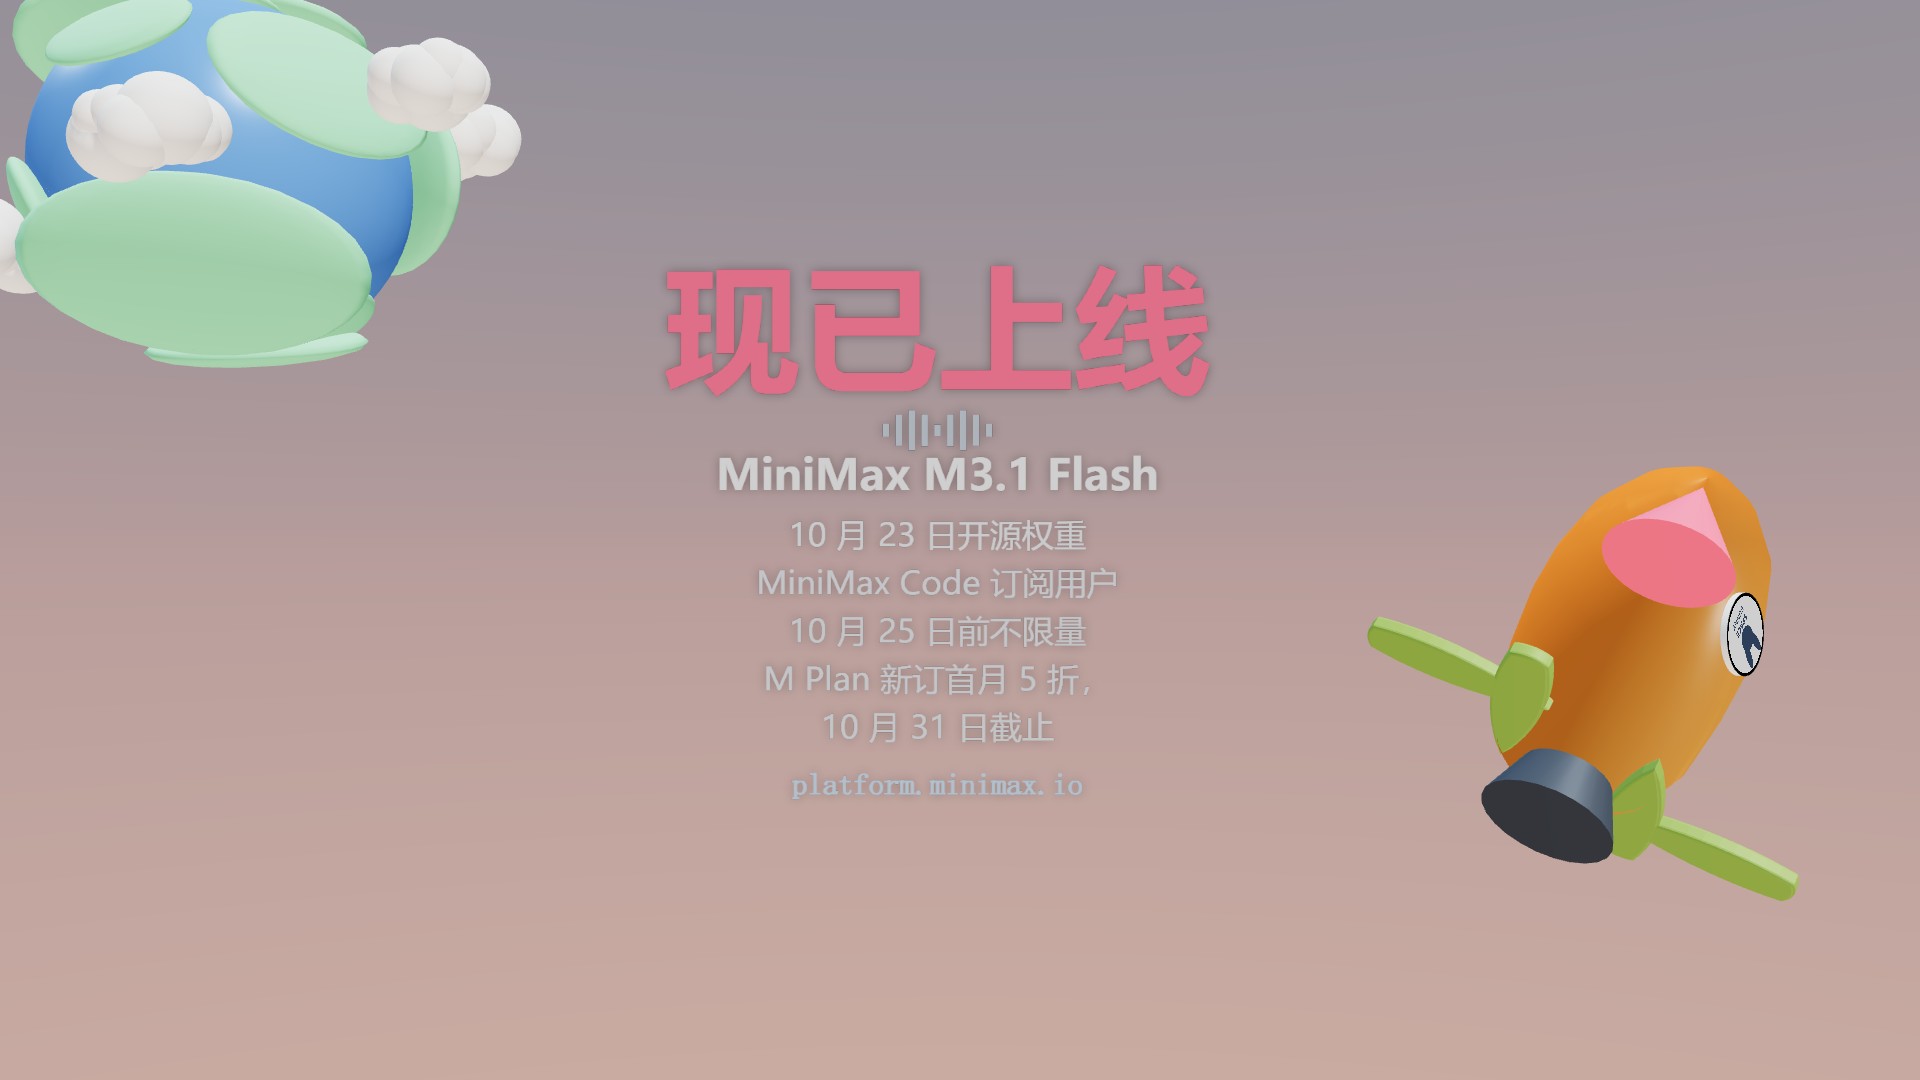 现已上线
MiniMax M3.1 Flash
10 月 23 日开源权重
MiniMax Code 订阅用户
10 月 25 日前不限量
M Plan 新订首月 5 折，
10 月 31 日截止
platform.minimax.io